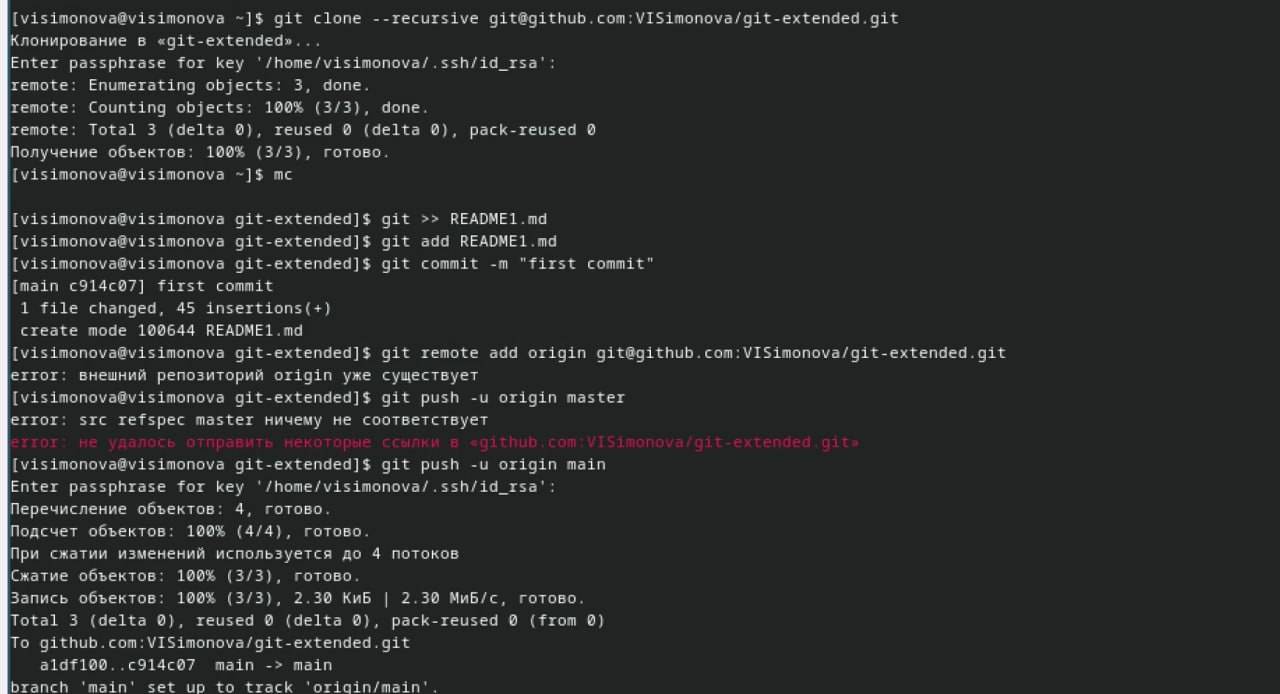 [visimonova@visimonova ~]$ git clone --recursive git@github.com:VISimonova/git-extended.git
Клонирование в «git-extended»...
Enter passphrase for key '/home/visimonova/.ssh/id_rsa':
remote: Enumerating objects: 3, done.
remote: Counting objects: 100% (3/3), done.
remote: Total 3 (delta 0), reused 0 (delta 0), pack-reused 0
Получение объектов: 100% (3/3), готово.
[visimonova@visimonova ~]$ mc
[visimonova@visimonova git-extended]$ git >> README1.md
[visimonova@visimonova git-extended]$ git add README1.md
[visimonova@visimonova git-extended]$ git commit -m "first commit"
[main c914c07] first commit
 1 file changed, 45 insertions(+)
 create mode 100644 README1.md
[visimonova@visimonova git-extended]$ git remote add origin git@github.com:VISimonova/git-extended.git
error: внешний репозиторий origin уже существует
[visimonova@visimonova git-extended]$ git push -u origin master
error: src refspec master ничему не соответствует
error: не удалось отправить некоторые ссылки в «github.com:VISimonova/git-extended.git»
[visimonova@visimonova git-extended]$ git push -u origin main
Enter passphrase for key '/home/visimonova/.ssh/id_rsa':
Перечисление объектов: 4, готово.
Подсчет объектов: 100% (4/4), готово.
При сжатии изменений используется до 4 потоков
Сжатие объектов: 100% (3/3), готово.
Запись объектов: 100% (3/3), 2.30 КиБ | 2.30 МиБ/с, готово.
Total 3 (delta 0), reused 0 (delta 0), pack-reused 0 (from 0)
To github.com:VISimonova/git-extended.git
   a1df100..c914c07  main -> main
branch 'main' set up to track 'origin/main'.